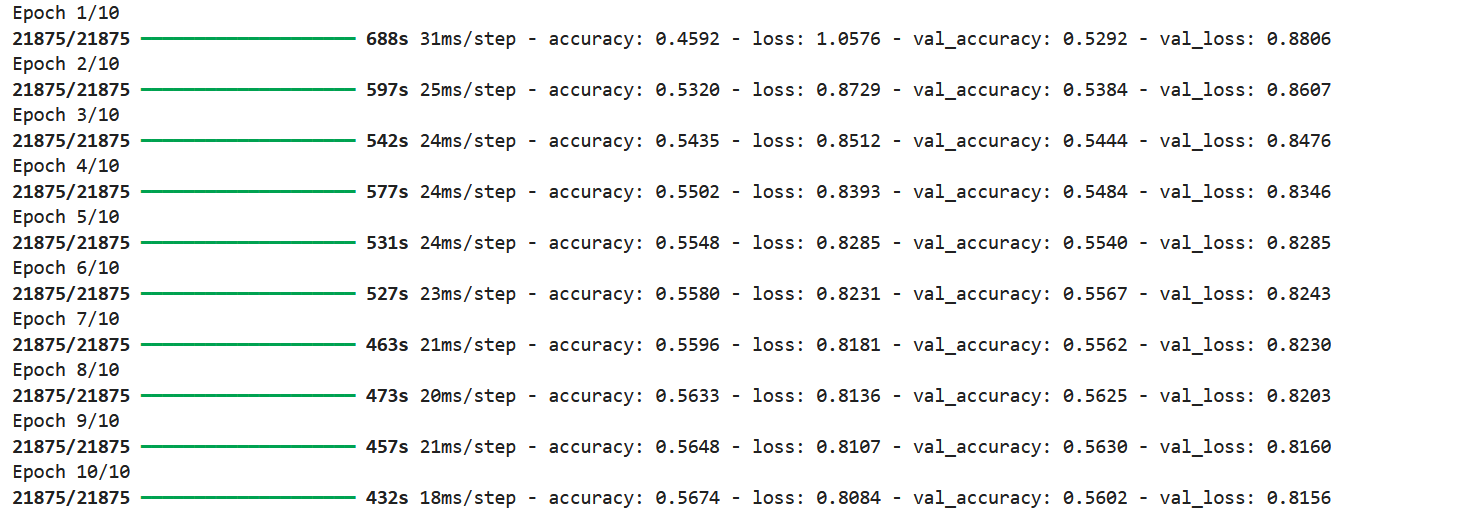 Epoch 1/10
21875/21875 ━━━━━━━━━━━━━━━━━━━━ 688s 31ms/step - accuracy: 0.4592 - loss: 1.0576 - val_accuracy: 0.5292 - val_loss: 0.8806
Epoch 2/10
21875/21875 ━━━━━━━━━━━━━━━━━━━━ 597s 25ms/step - accuracy: 0.5320 - loss: 0.8729 - val_accuracy: 0.5384 - val_loss: 0.8607
Epoch 3/10
21875/21875 ━━━━━━━━━━━━━━━━━━━━ 542s 24ms/step - accuracy: 0.5435 - loss: 0.8512 - val_accuracy: 0.5444 - val_loss: 0.8476
Epoch 4/10
21875/21875 ━━━━━━━━━━━━━━━━━━━━ 577s 24ms/step - accuracy: 0.5502 - loss: 0.8393 - val_accuracy: 0.5484 - val_loss: 0.8346
Epoch 5/10
21875/21875 ━━━━━━━━━━━━━━━━━━━━ 531s 24ms/step - accuracy: 0.5548 - loss: 0.8285 - val_accuracy: 0.5540 - val_loss: 0.8285
Epoch 6/10
21875/21875 ━━━━━━━━━━━━━━━━━━━━ 527s 23ms/step - accuracy: 0.5580 - loss: 0.8231 - val_accuracy: 0.5567 - val_loss: 0.8243
Epoch 7/10
21875/21875 ━━━━━━━━━━━━━━━━━━━━ 463s 21ms/step - accuracy: 0.5596 - loss: 0.8181 - val_accuracy: 0.5562 - val_loss: 0.8230
Epoch 8/10
21875/21875 ━━━━━━━━━━━━━━━━━━━━ 473s 20ms/step - accuracy: 0.5633 - loss: 0.8136 - val_accuracy: 0.5625 - val_loss: 0.8203
Epoch 9/10
21875/21875 ━━━━━━━━━━━━━━━━━━━━ 457s 21ms/step - accuracy: 0.5648 - loss: 0.8107 - val_accuracy: 0.5630 - val_loss: 0.8160
Epoch 10/10
21875/21875 ━━━━━━━━━━━━━━━━━━━━ 432s 18ms/step - accuracy: 0.5674 - loss: 0.8084 - val_accuracy: 0.5602 - val_loss: 0.8156